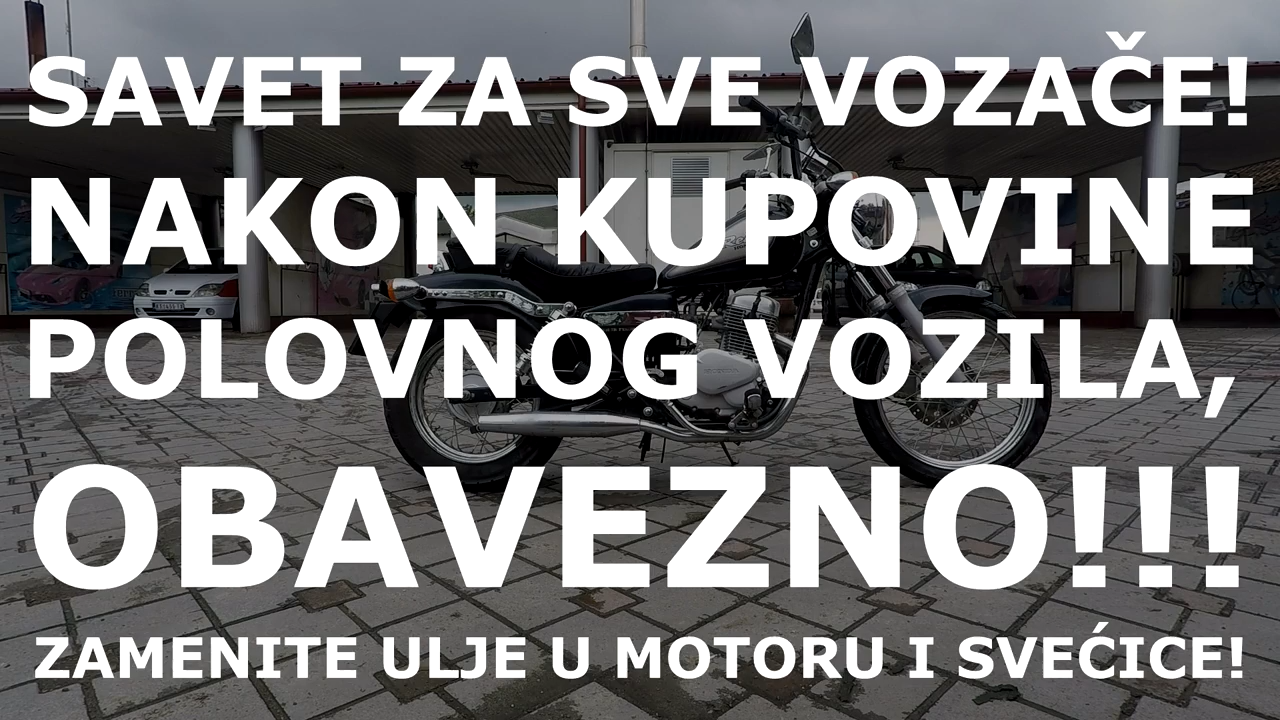 SAVET ZA SVE VOZAČE!
NAKON KUPOVINE
POLOVNOG VOZILA,
OBAVEZNO!!!
ZAMENITE ULJE U MOTORU I SVEĆICE!